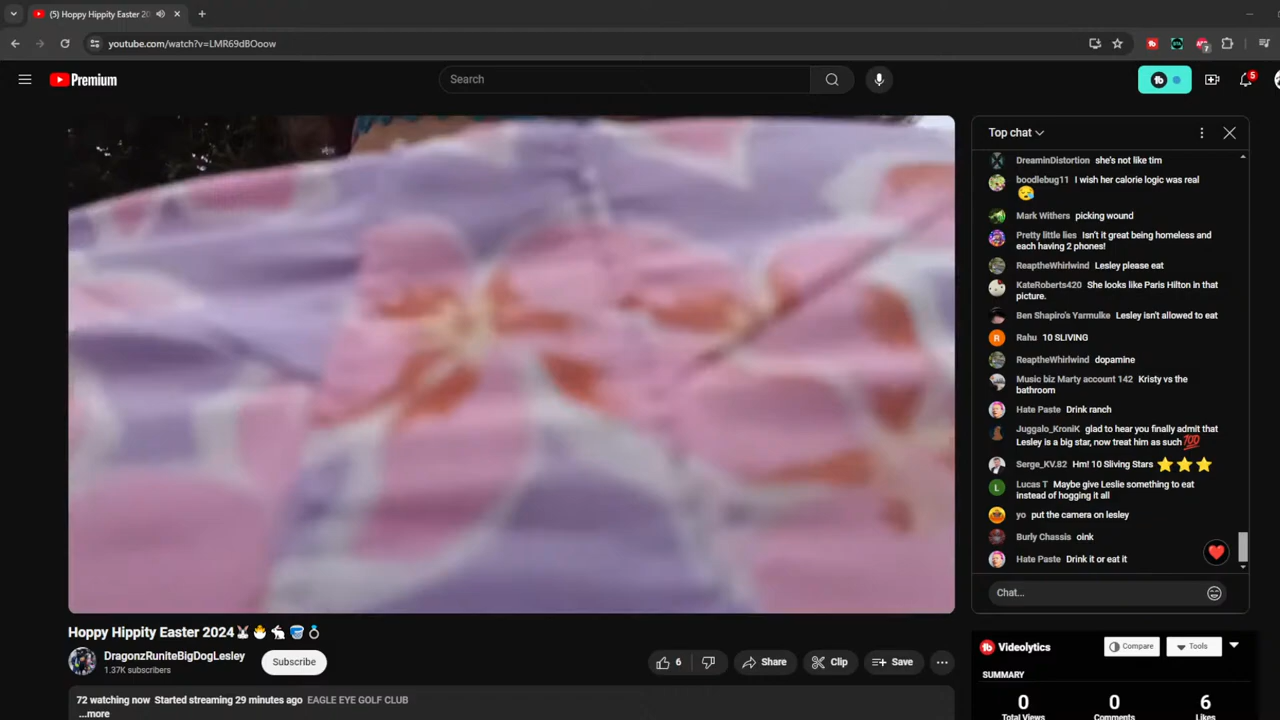 (5) Hoppy Hippity Easter 20
youtube.com/watch?v=LMR69dBOoow
7
Premium
Search
5
Top chat
DreaminDistortion she's not like tim
boodlebug11 I wish her calorie logic was real
😥
Mark Withers picking wound
Pretty little lies Isn't it great being homeless and
each having 2 phones!
ReaptheWhirlwind Lesley please eat
KateRoberts420 She looks like Paris Hilton in that
picture.
Ben Shapiro's Yarmulke Lesley isn't allowed to eat
R Rahu 10 SLIVING
ReaptheWhirlwind dopamine
Music biz Marty account 142 Kristy vs the
bathroom
Hate Paste Drink ranch
Juggalo_KroniK glad to hear you finally admit that
Lesley is a big star, now treat him as such 💯
Serge_KV.82 Hm! 10 Sliving Stars ⭐⭐⭐
L Lucas T Maybe give Leslie something to eat
instead of hogging it all
yo put the camera on lesley
Burly Chassis oink
Hate Paste Drink it or eat it
Chat...
Hoppy Hippity Easter 2024🐰🐣🐇🪣💍
DragonzRuniteBigDogLesley
1.37K subscribers
Subscribe
6
Share
Clip
Save
72 watching now Started streaming 29 minutes ago EAGLE EYE GOLF CLUB
...more
Videolytics
Compare
Tools
SUMMARY
0
0
6
Total Views
Comments
Likes